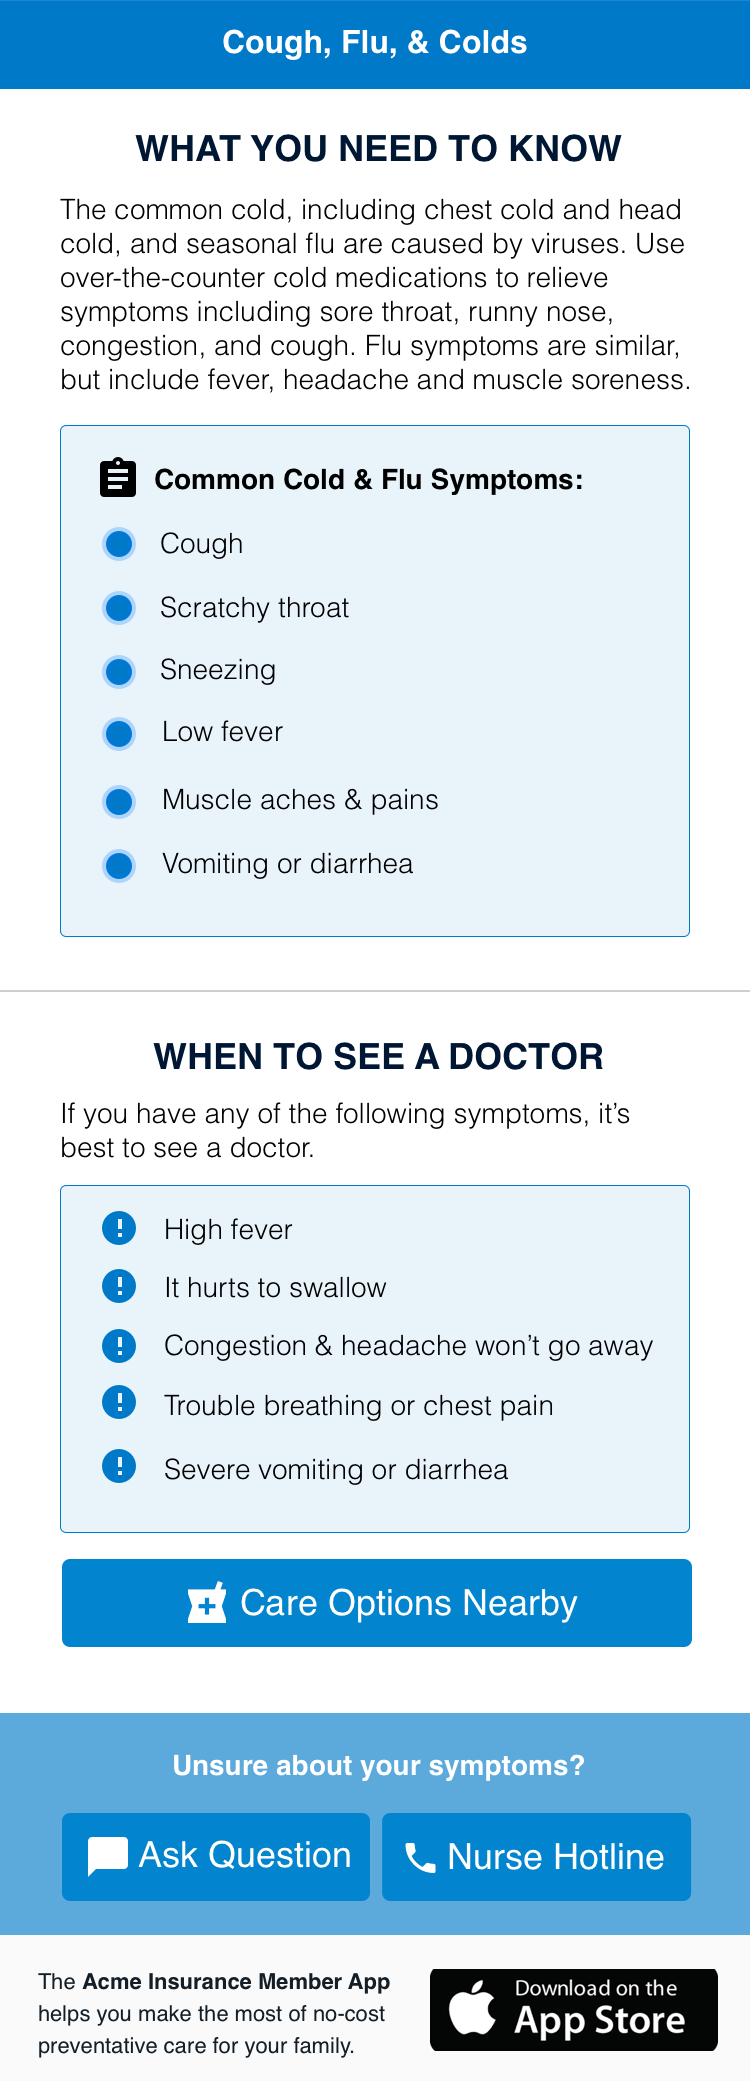 Cough, Flu, & Colds
WHAT YOU NEED TO KNOW
The common cold, including chest cold and head
cold, and seasonal flu are caused by viruses. Use
over-the-counter cold medications to relieve
symptoms including sore throat, runny nose,
congestion, and cough. Flu symptoms are similar,
but include fever, headache and muscle soreness.
Common Cold & Flu Symptoms:
Cough
Scratchy throat
Sneezing
Low fever
Muscle aches & pains
Vomiting or diarrhea
WHEN TO SEE A DOCTOR
If you have any of the following symptoms, it’s
best to see a doctor.
High fever
It hurts to swallow
Congestion & headache won’t go away
Trouble breathing or chest pain
Severe vomiting or diarrhea
Care Options Nearby
Unsure about your symptoms?
Ask Question
Nurse Hotline
The Acme Insurance Member App
helps you make the most of no-cost
preventative care for your family.
Download on the
App Store